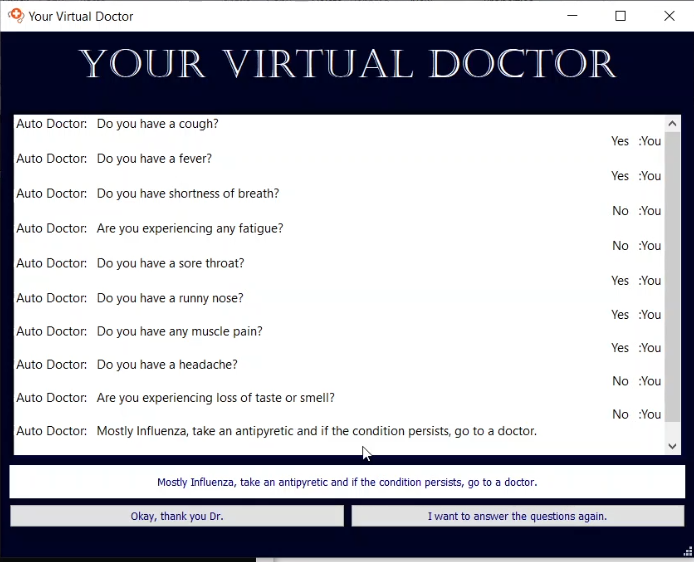 Your Virtual Doctor
YOUR VIRTUAL DOCTOR
Auto Doctor: Do you have a cough?
Yes :You
Auto Doctor: Do you have a fever?
Yes :You
Auto Doctor: Do you have shortness of breath?
No :You
Auto Doctor: Are you experiencing any fatigue?
No :You
Auto Doctor: Do you have a sore throat?
Yes :You
Auto Doctor: Do you have a runny nose?
Yes :You
Auto Doctor: Do you have any muscle pain?
Yes :You
Auto Doctor: Do you have a headache?
No :You
Auto Doctor: Are you experiencing loss of taste or smell?
No :You
Auto Doctor: Mostly Influenza, take an antipyretic and if the condition persists, go to a doctor.
Mostly Influenza, take an antipyretic and if the condition persists, go to a doctor.
Okay, thank you Dr.
I want to answer the questions again.